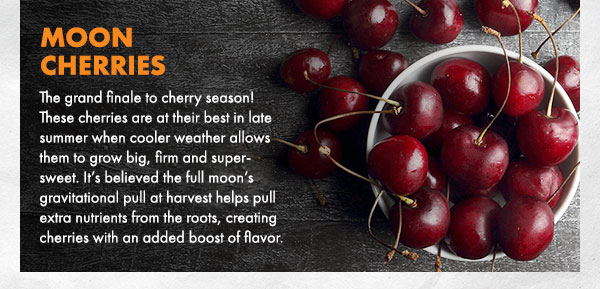 MOON
CHERRIES
The grand finale to cherry season!
These cherries are at their best in late
summer when cooler weather allows
them to grow big, firm and super-
sweet. It’s believed the full moon’s
gravitational pull at harvest helps pull
extra nutrients from the roots, creating
cherries with an added boost of flavor.